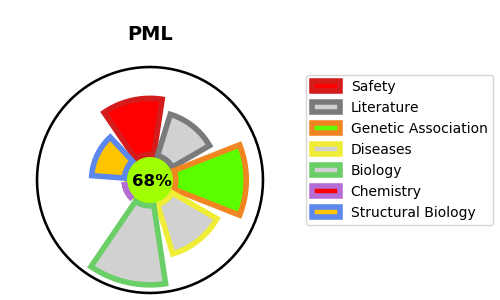 PML
68%
Safety
Literature
Genetic Association
Diseases
Biology
Chemistry
Structural Biology